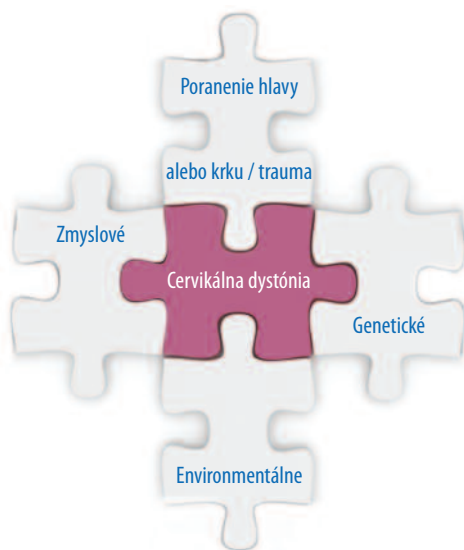 Poranenie hlavy
alebo krku / trauma
Zmyslové
Cervikálna dystónia
Genetické
Environmentálne